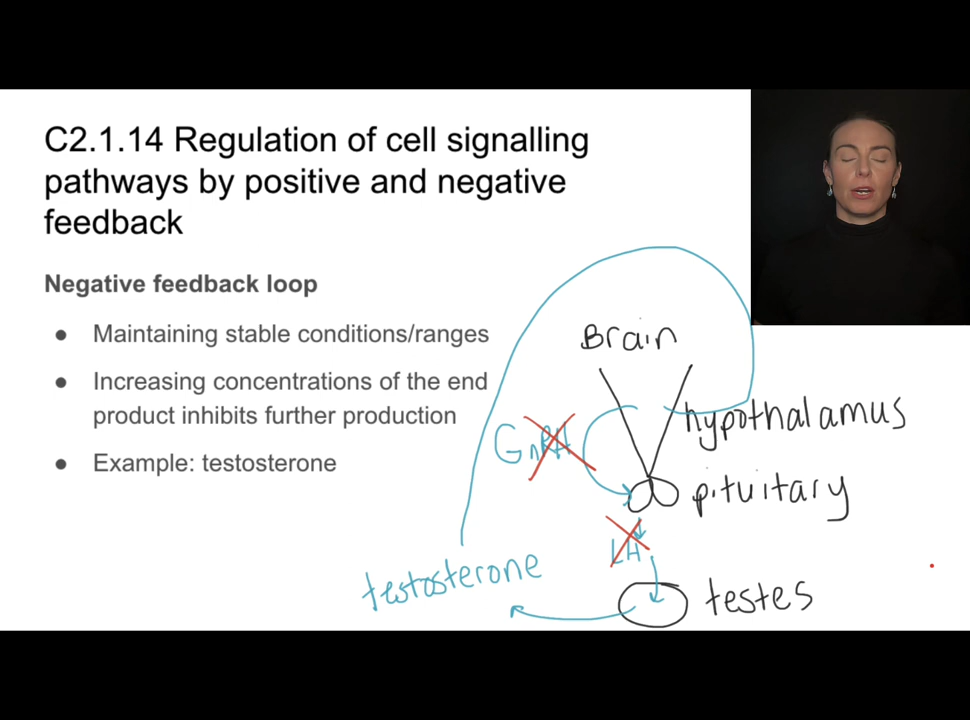 C2.1.14 Regulation of cell signalling
pathways by positive and negative
feedback
Negative feedback loop
● Maintaining stable conditions/ranges
● Increasing concentrations of the end
product inhibits further production
● Example: testosterone
Brain
hypothalamus
GnRH
pituitary
LH
testosterone
testes